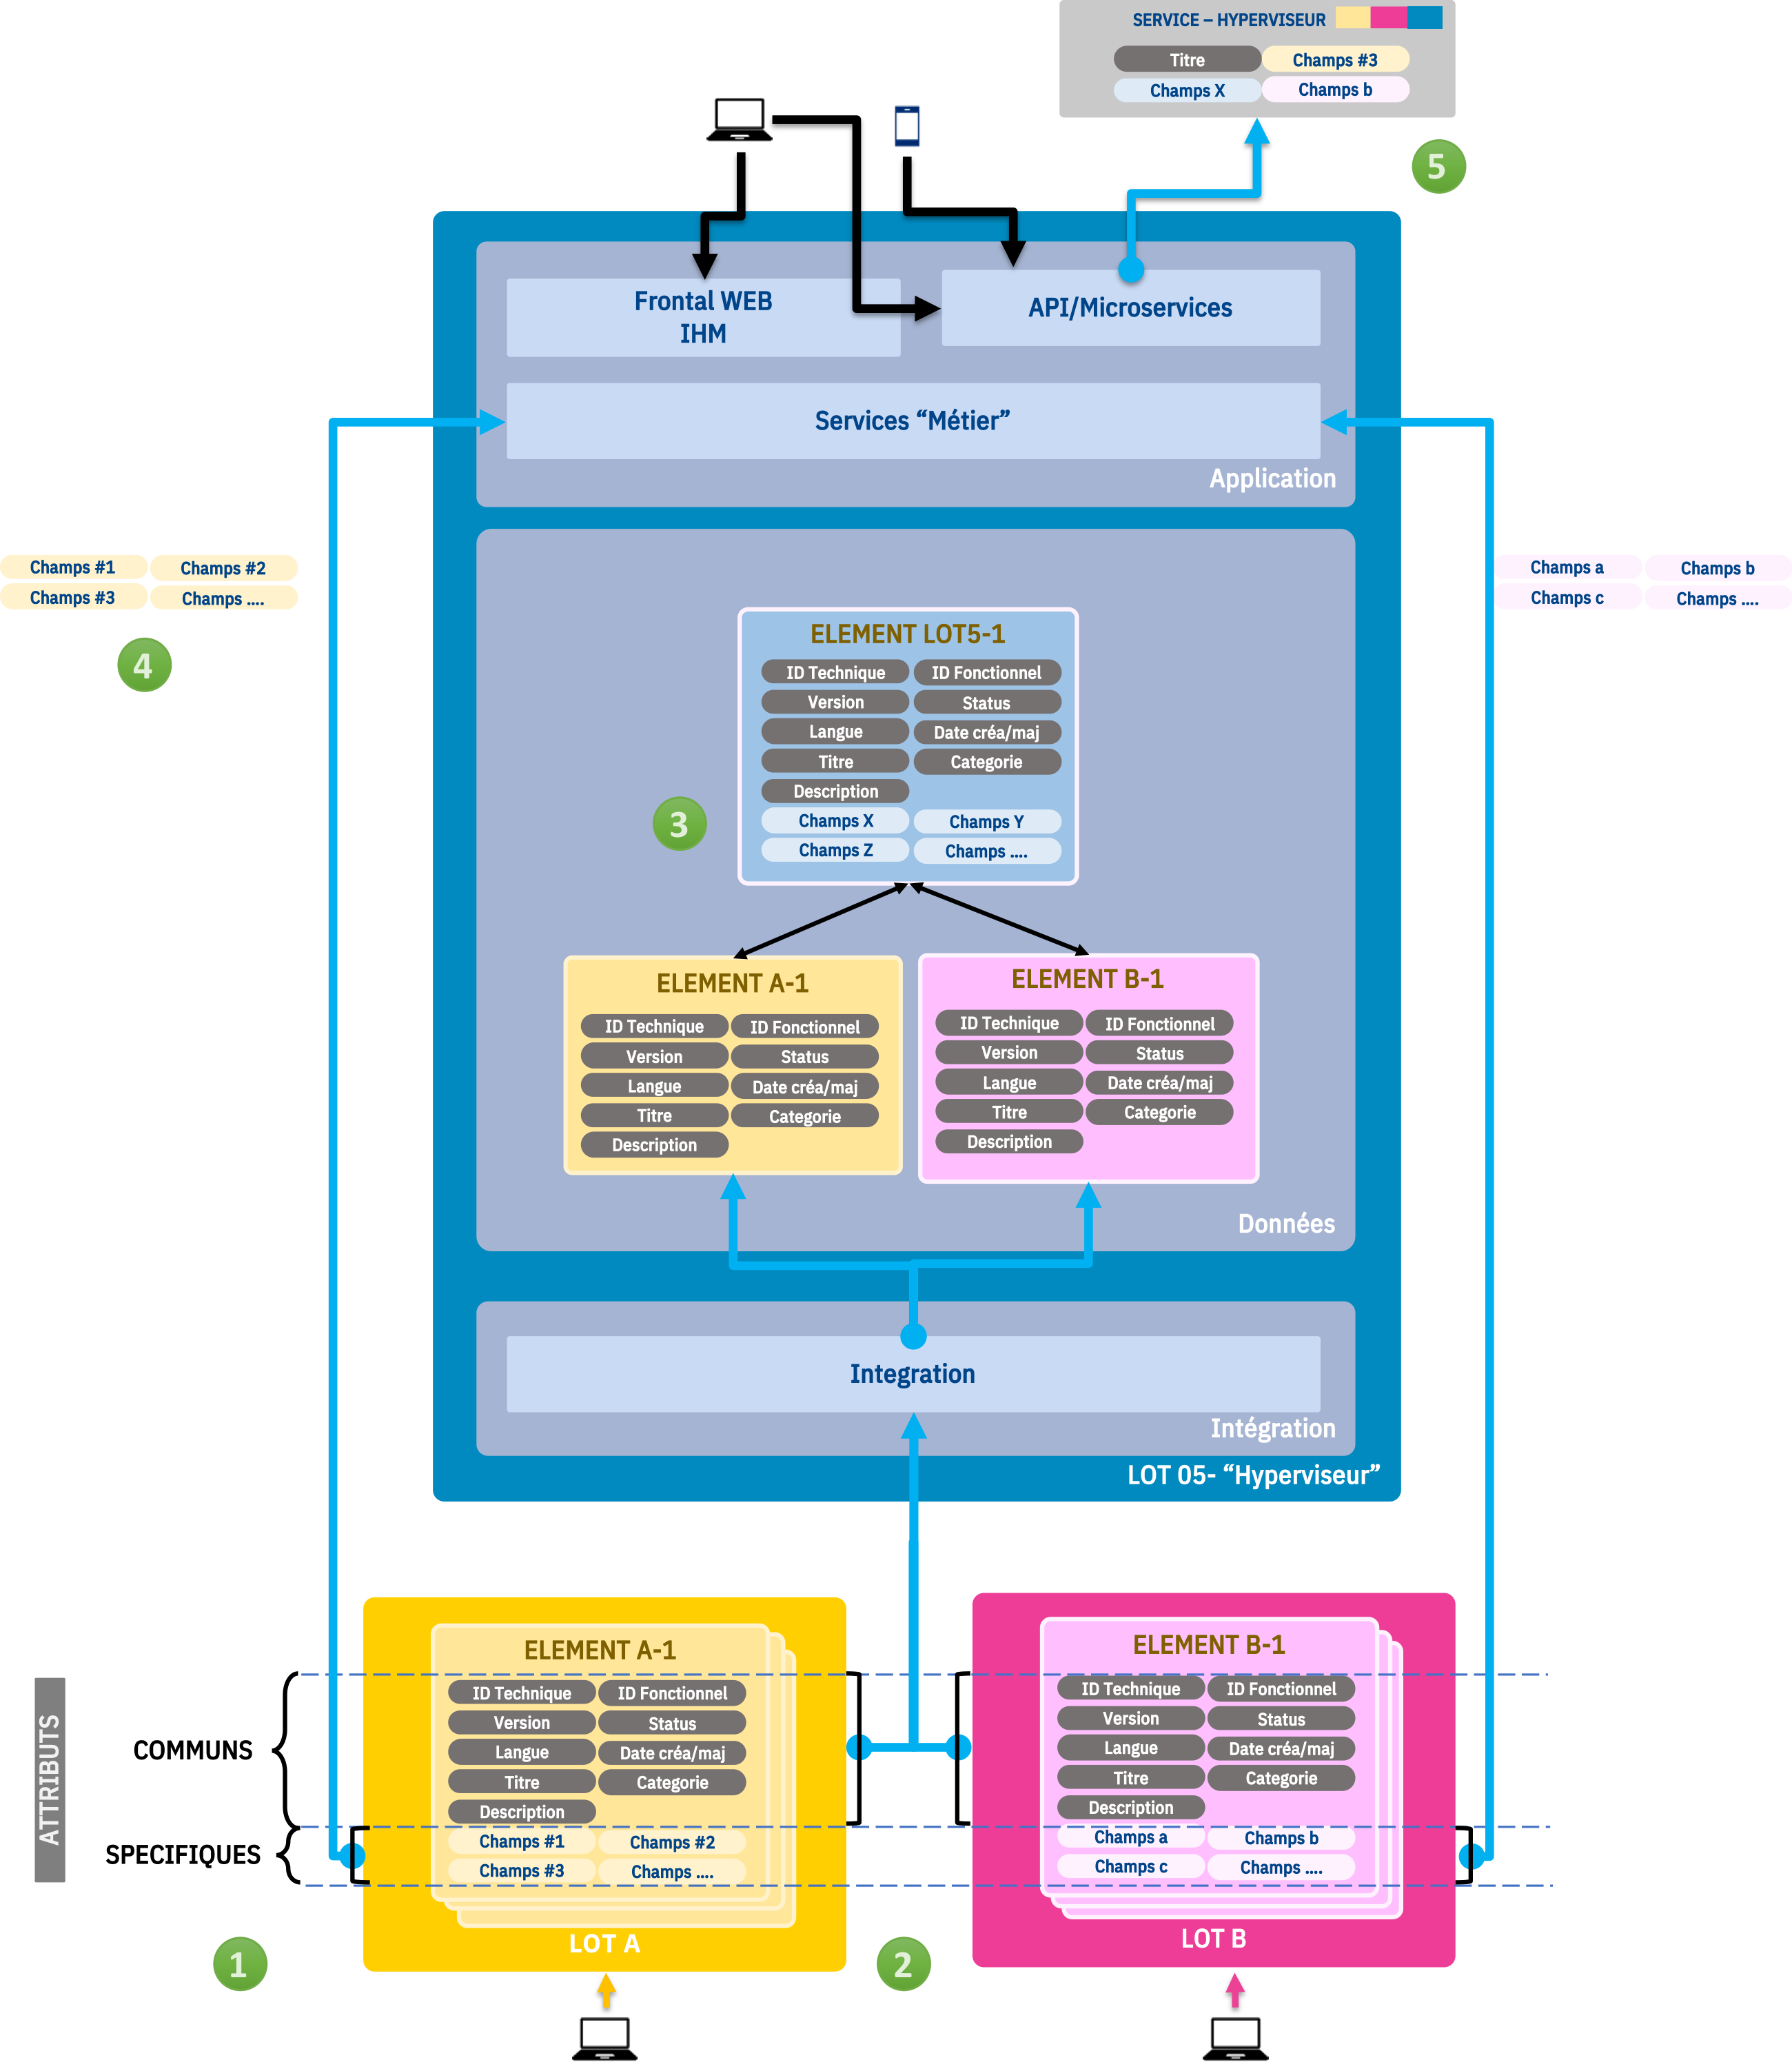 SERVICE – HYPERVISEUR
Titre
Champs #3
Champs X
Champs b
5
Frontal WEB
IHM
API/Microservices
Services “Métier”
Application
Champs #1
Champs #2
Champs #3
Champs ....
4
Champs a
Champs b
Champs c
Champs ....
ELEMENT LOT5-1
ID Technique
ID Fonctionnel
Version
Status
Langue
Date créa/maj
Titre
Categorie
Description
Champs X
Champs Y
Champs Z
Champs ....
3
ELEMENT A-1
ID Technique
ID Fonctionnel
Version
Status
Langue
Date créa/maj
Titre
Categorie
Description
ELEMENT B-1
ID Technique
ID Fonctionnel
Version
Status
Langue
Date créa/maj
Titre
Categorie
Description
Données
Integration
Intégration
LOT 05- “Hyperviseur”
ATTRIBUTS
COMMUNS
SPECIFIQUES
ELEMENT A-1
ID Technique
ID Fonctionnel
Version
Status
Langue
Date créa/maj
Titre
Categorie
Description
Champs #1
Champs #2
Champs #3
Champs ....
LOT A
ELEMENT B-1
ID Technique
ID Fonctionnel
Version
Status
Langue
Date créa/maj
Titre
Categorie
Description
Champs a
Champs b
Champs c
Champs ....
LOT B
1
2